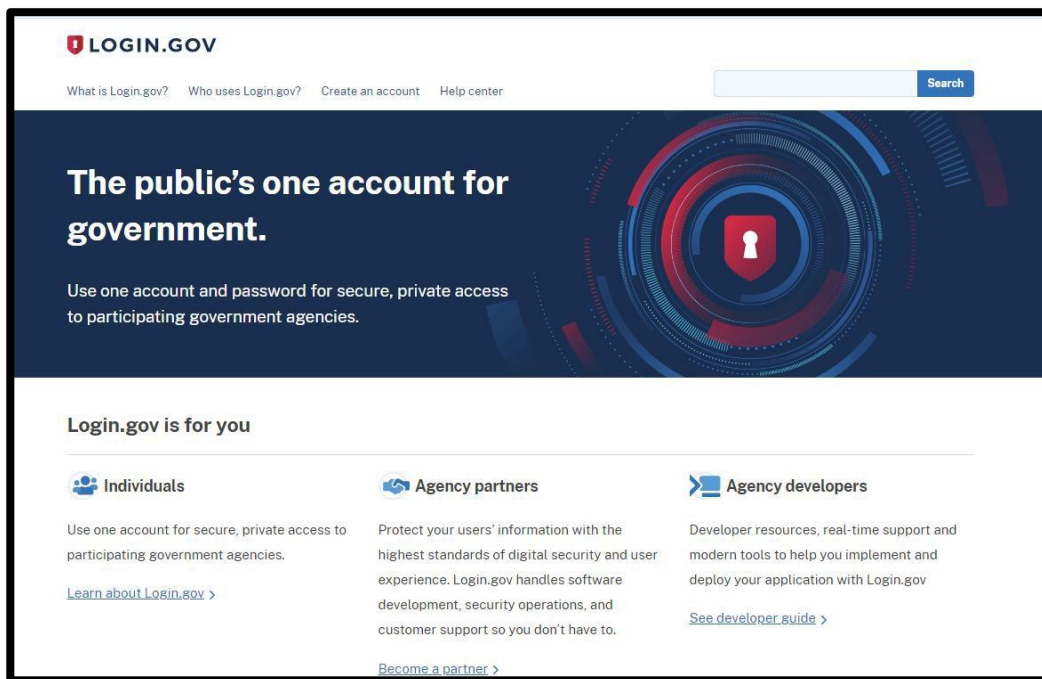 LOGIN.GOV
What is Login.gov? Who uses Login.gov? Create an account Help center
Search
The public's one account for
government.
Use one account and password for secure, private access
to participating government agencies.
Login.gov is for you
Individuals
Use one account for secure, private access to
participating government agencies.
Learn about Login.gov >
Agency partners
Protect your users' information with the
highest standards of digital security and user
experience. Login.gov handles software
development, security operations, and
customer support so you don't have to.
Become a partner >
Agency developers
Developer resources, real-time support and
modern tools to help you implement and
deploy your application with Login.gov
See developer guide >